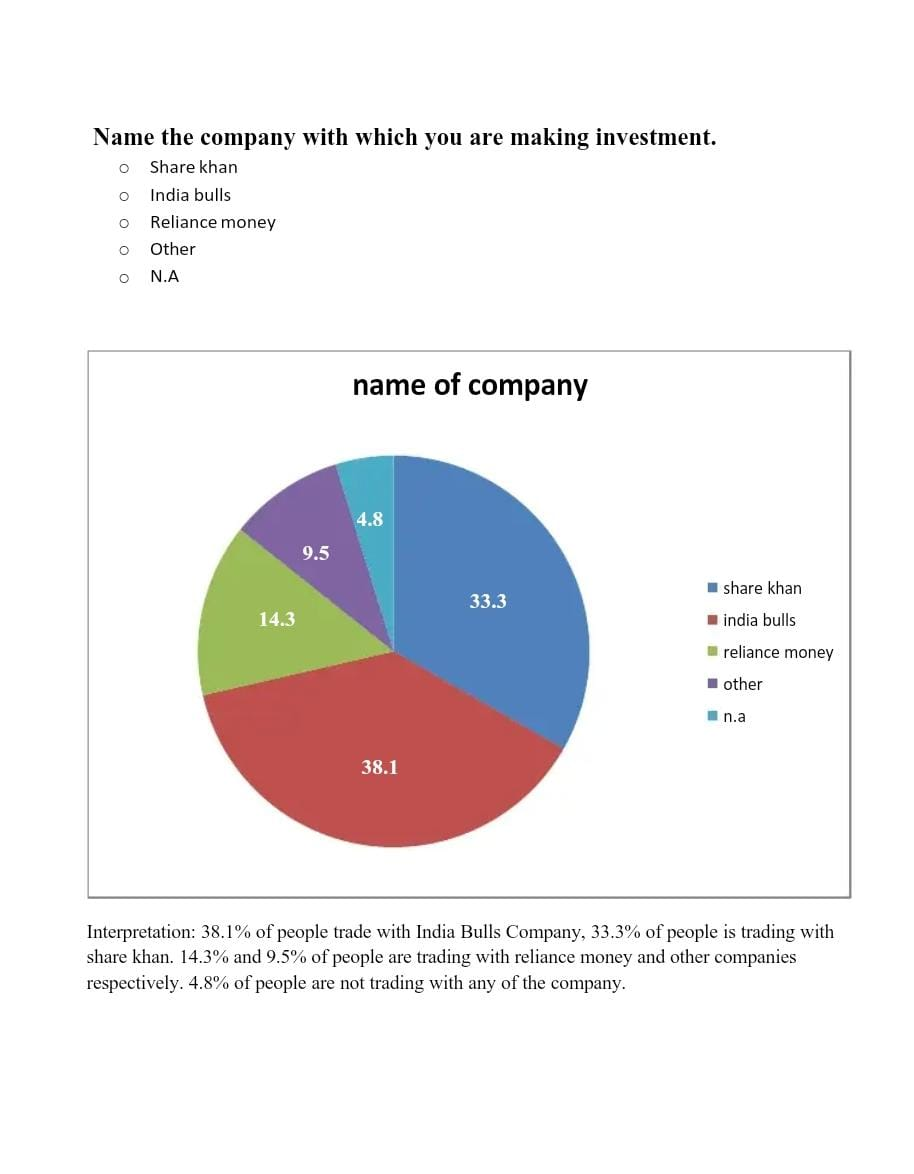 Name the company with which you are making investment.
o Share khan
o India bulls
o Reliance money
o Other
o N.A
name of company
4.8
9.5
33.3
14.3
38.1
share khan
india bulls
reliance money
other
n.a
Interpretation: 38.1% of people trade with India Bulls Company, 33.3% of people is trading with
share khan. 14.3% and 9.5% of people are trading with reliance money and other companies
respectively. 4.8% of people are not trading with any of the company.